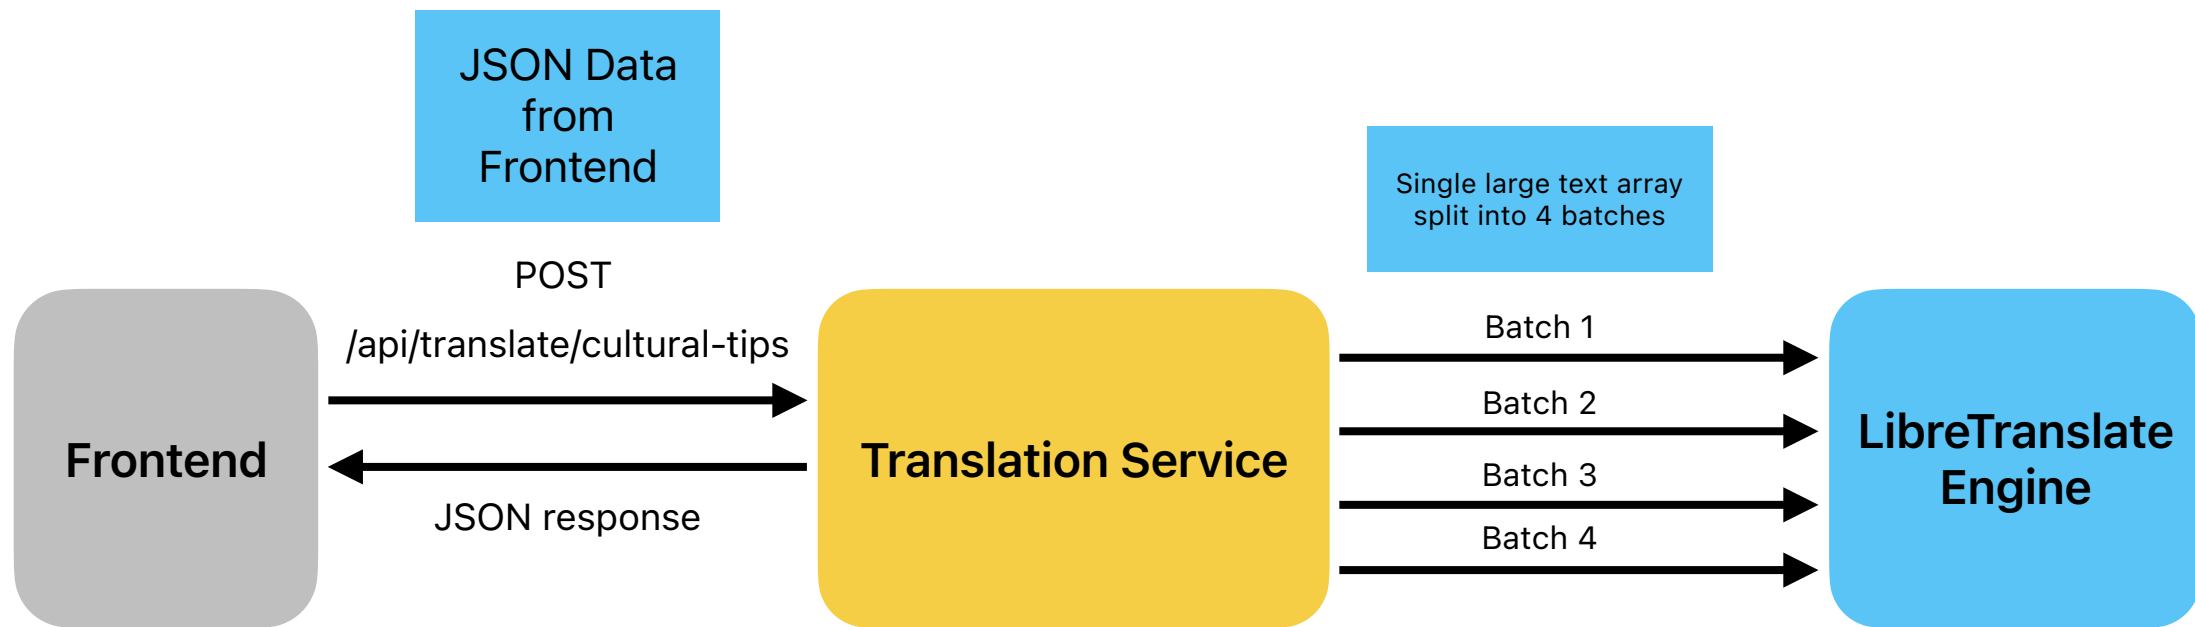 JSON Data
from
Frontend
POST
/api/translate/cultural-tips
Frontend
JSON response
Translation Service
Single large text array
split into 4 batches
Batch 1
Batch 2
Batch 3
Batch 4
LibreTranslate
Engine